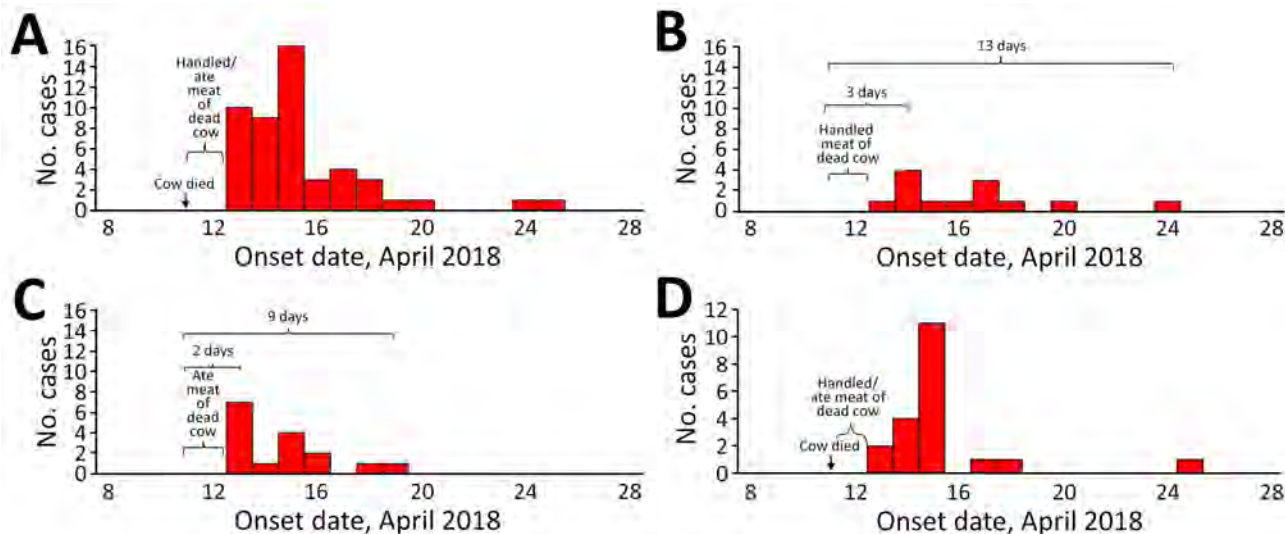 A
16
14
12
10
8
6
4
2
0
No. cases
Handled/
ate
meat
of
dead
cow
Cow died
8 12 16 20 24 28
Onset date, April 2018
B
16
14
12
10
8
6
4
2
0
No. cases
13 days
3 days
Handled
meat of
dead cow
8 12 16 20 24 28
Onset date, April 2018
C
16
14
12
10
8
6
4
2
0
No. cases
9 days
2 days
Ate
meat
of
dead
cow
8 12 16 20 24 28
Onset date, April 2018
D
12
10
8
6
4
2
0
No. cases
Handled/
ate meat of
dead cow
Cow died
8 12 16 20 24 28
Onset date, April 2018